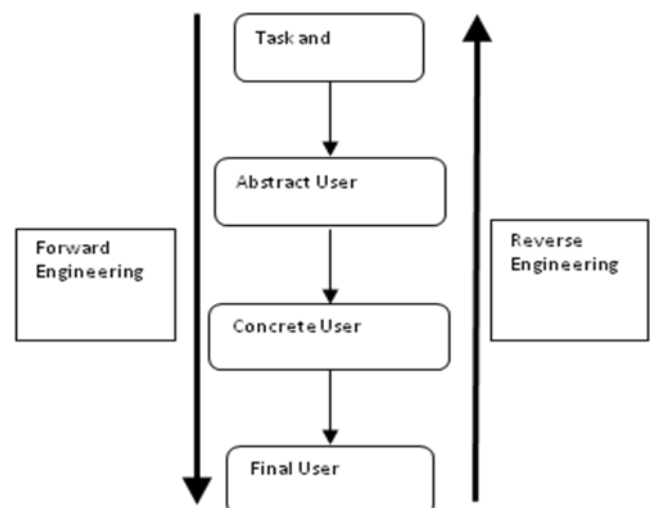 Task and
Abstract User
Forward
Engineering
Reverse
Engineering
Concrete User
Final User